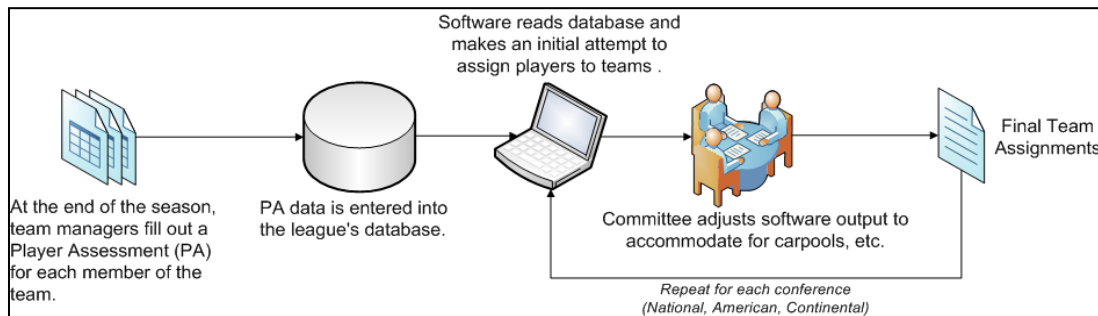 Software reads database and
makes an initial attempt to
assign players to teams .
Final Team
Assignments
At the end of the season,
team managers fill out a
Player Assessment (PA)
for each member of the
team.
PA data is entered into
the league's database.
Committee adjusts software output to
accommodate for carpools, etc.
Repeat for each conference
(National, American, Continental)